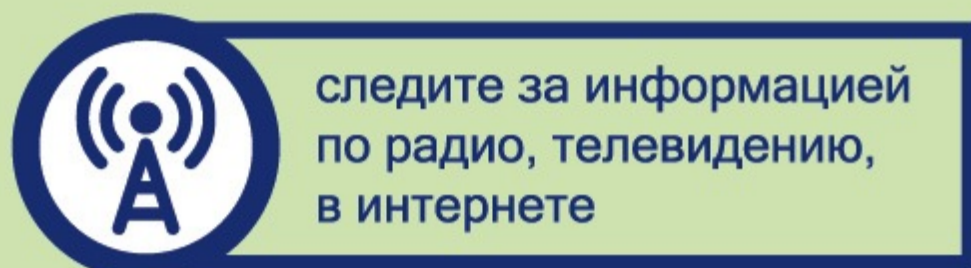 следите за информацией
по радио, телевидению,
в интернете